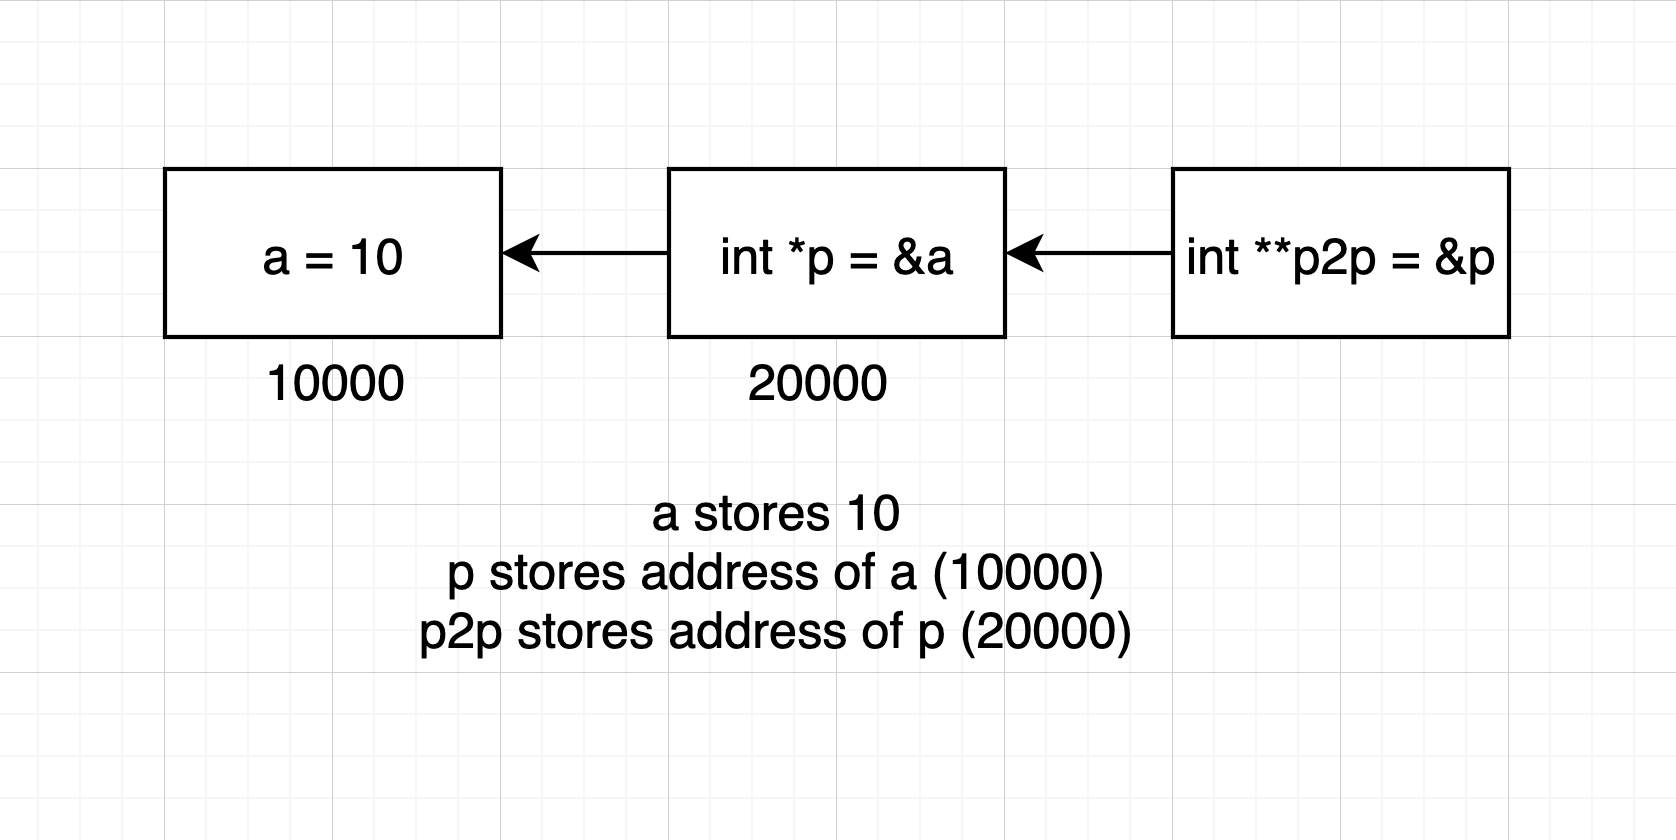 a = 10
int *p = &a
int **p2p = &p
10000
20000
a stores 10
p stores address of a (10000)
p2p stores address of p (20000)